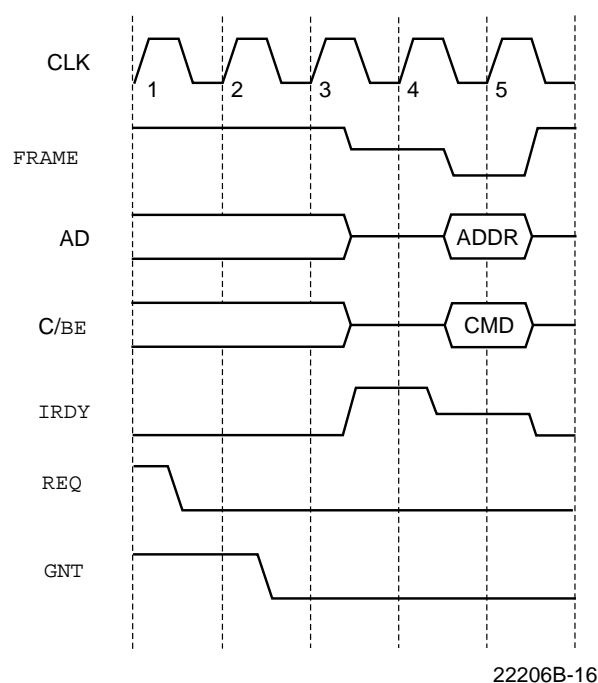 CLK
1 2 3 4 5
FRAME
AD
ADDR
C/BE
CMD
IRDY
REQ
GNT
22206B-16